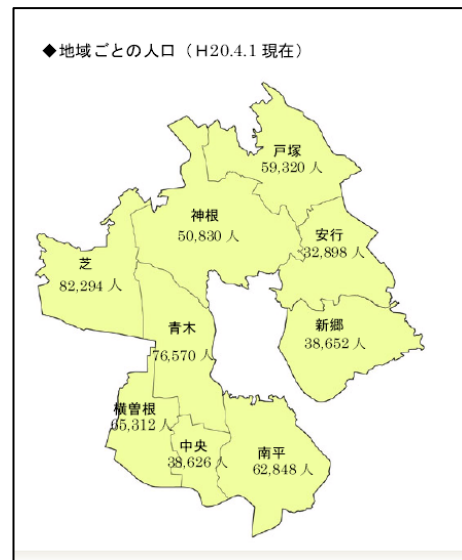 ◆地域ごとの人口（H20.4.1 現在）
戸塚
59,320 人
神根
50,830 人
安行
32,898 人
芝
82,294 人
新郷
38,652 人
青木
76,570 人
横曽根
65,312 人
中央
38,626 人
南平
62,848 人